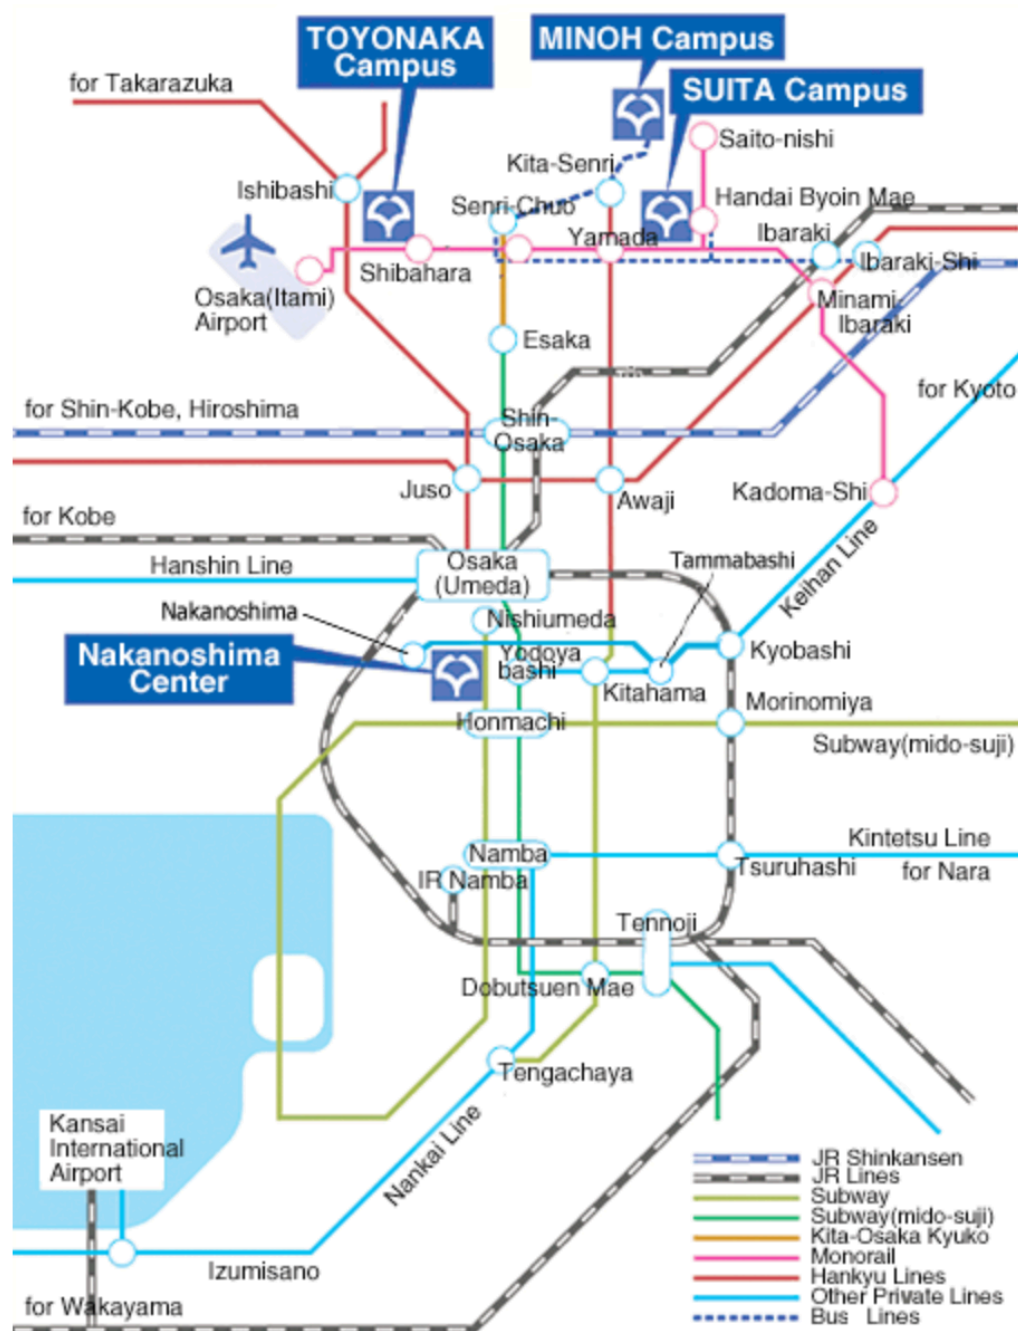 TOYONAKA
Campus
MINOH Campus
SUITA Campus
for Takarazuka
Saito-nishi
Kita-Senri
Ishibashi
Handai Byoin Mae
Senri-Chuo
Ibaraki
Yamada
Shibahara
Ibaraki-Shi
Osaka(Itami)
Airport
Minami-
Ibaraki
Esaka
for Kyoto
for Shin-Kobe, Hiroshima
Shin-
Osaka
Juso
Awaji
Kadoma-Shi
for Kobe
Keihan Line
Osaka
(Umeda)
Tammabashi
Hanshin Line
Nakanoshima
Nishiumeda
Nakanoshima
Center
Yodoya
bashi
Kyobashi
Kitahama
Morinomiya
Honmachi
Subway(mido-suji)
Kintetsu Line
Namba
Tsuruhashi
for Nara
JR Namba
Tennoji
Dobutsuen Mae
Tengachaya
Kansai
International
Airport
Nankai Line
Izumisano
for Wakayama
JR Shinkansen
JR Lines
Subway
Subway(mido-suji)
Kita-Osaka Kyuko
Monorail
Hankyu Lines
Other Private Lines
Bus Lines